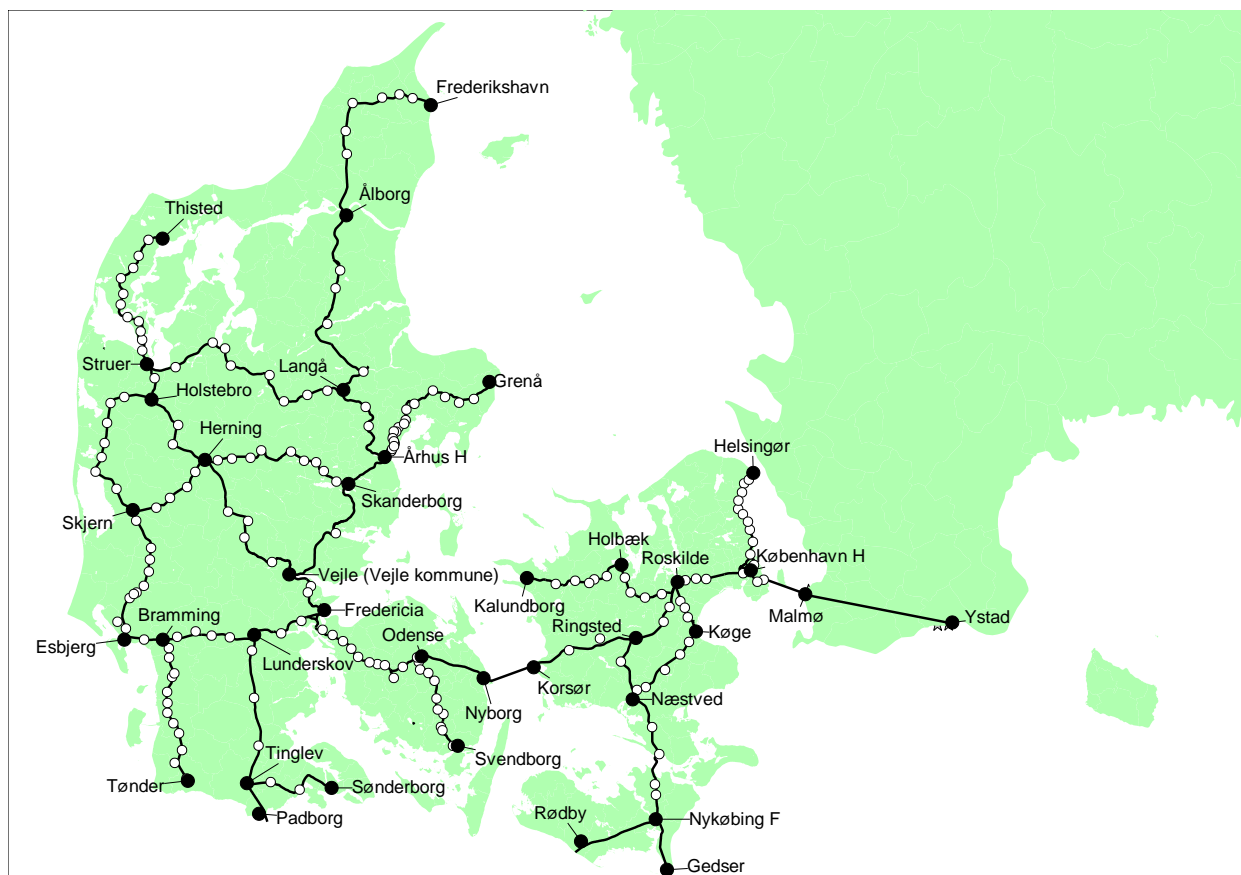 Frederikshavn
Ålborg
Thisted
Struer
Langå
Grenå
Holstebro
Herning
Århus H
Helsingør
Skanderborg
Skjern
Holbæk
København H
Roskilde
Vejle (Vejle kommune)
Kalundborg
Malmø
Fredericia
Bramming
Ringsted
Ystad
Køge
Odense
Esbjerg
Lunderskov
Korsør
Nyborg
Næstved
Tinglev
Svendborg
Tønder
Sønderborg
Rødby
Padborg
Nykøbing F
Gedser